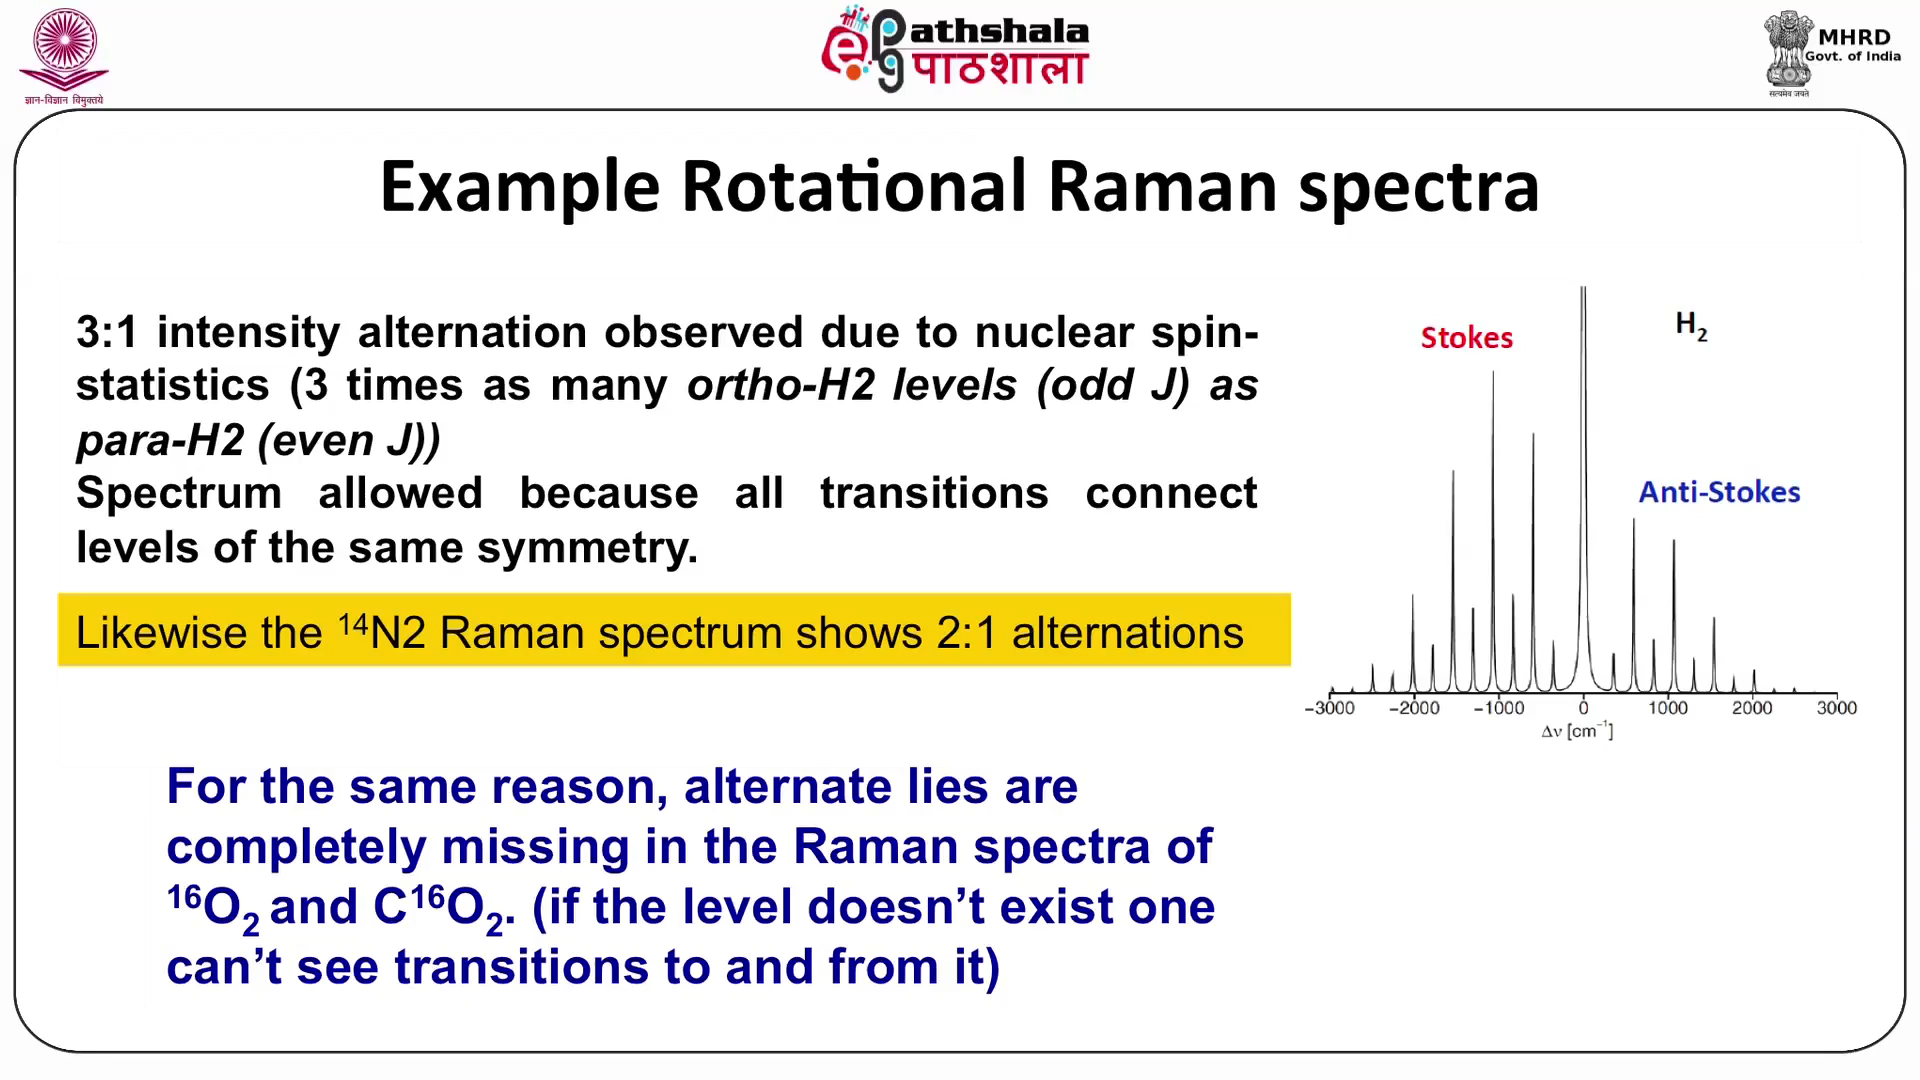 ज्ञान-विज्ञान विमुक्तये
ePathshala
पाठशाला
MHRD
Govt. of India
सत्यमेव जयते
Example Rotational Raman spectra
3:1 intensity alternation observed due to nuclear spin-
statistics (3 times as many ortho-H2 levels (odd J) as
para-H2 (even J))
Spectrum allowed because all transitions connect
levels of the same symmetry.
Likewise the ¹⁴N2 Raman spectrum shows 2:1 alternations
For the same reason, alternate lies are
completely missing in the Raman spectra of
¹⁶O₂ and C¹⁶O₂. (if the level doesn’t exist one
can’t see transitions to and from it)
Stokes
H₂
Anti-Stokes
−3000 −2000 −1000 0 1000 2000 3000
Δν [cm⁻¹]